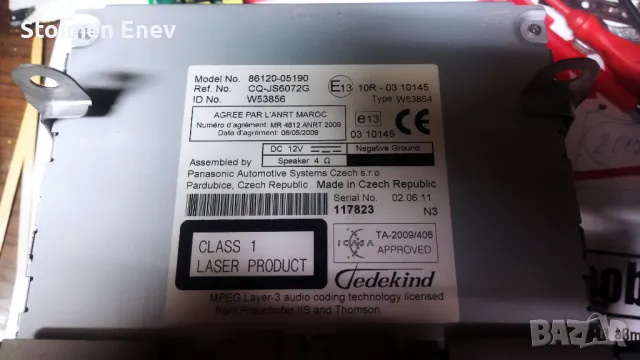 Stoimen Enev
Model No. 86120-05190
Ref. No. CQ-JS6072G
ID No. W53856
E13 10R - 03 10145
Type W53854
AGREE PAR L'ANRT MAROC
Numéro d'agrément: MR 4812 ANRT 2009
Date d'agrément: 06/05/2009
e13
03 10145
CE
DC 12V
Negative Ground
Speaker 4 Ω
Assembled by
Panasonic Automotive Systems Czech s.r.o
Pardubice, Czech Republic Made in Czech Republic
Serial No. 02.06.11
117823 N3
CLASS 1
LASER PRODUCT
ICASA
TA-2009/406
APPROVED
Dedekind
MPEG Layer-3 audio coding technology licensed
from Fraunhofer IIS and Thomson
BAZAR